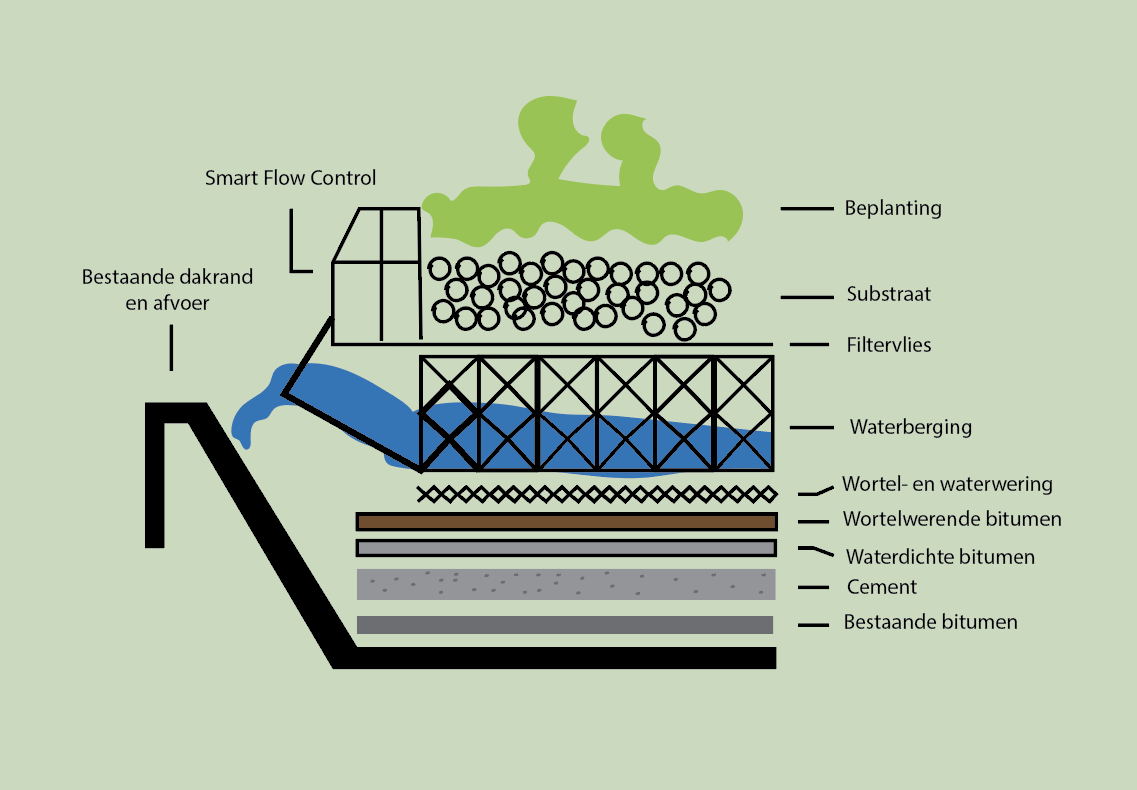 Smart Flow Control
Bestaande dakrand
en afvoer
Beplanting
Substraat
Filtervlies
Waterberging
Wortel- en waterwering
Wortelwerende bitumen
Waterdichte bitumen
Cement
Bestaande bitumen